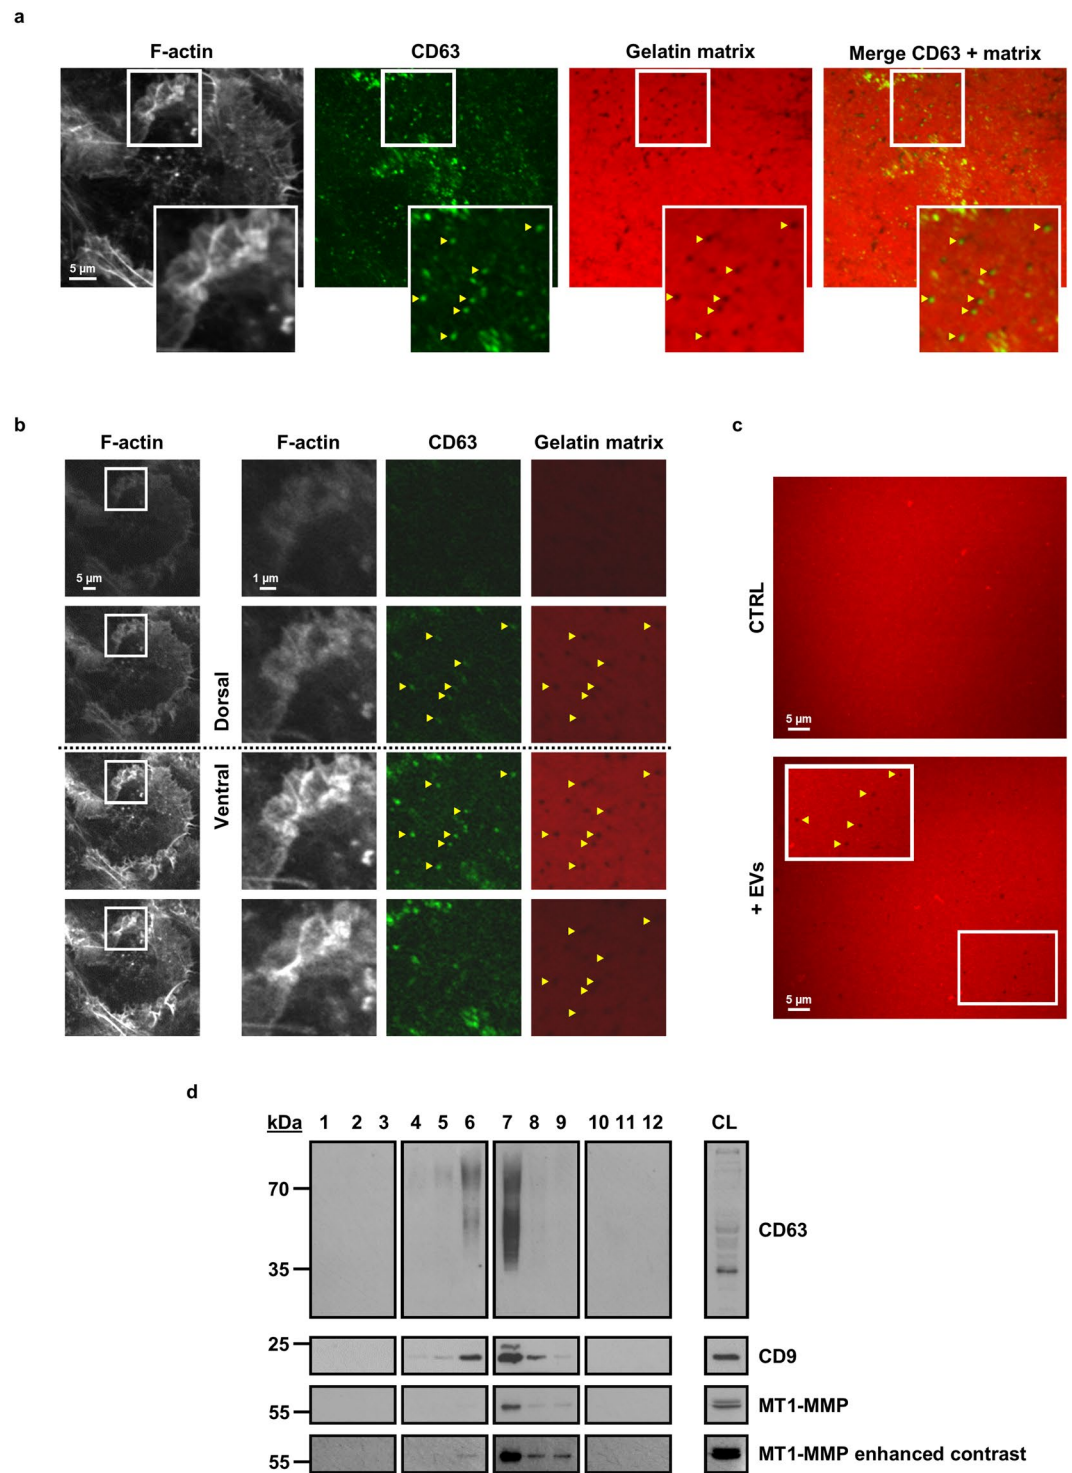 a
F-actin CD63 Gelatin matrix Merge CD63 + matrix
5 µm
b c
F-actin F-actin CD63 Gelatin matrix
5 µm 1 µm
Dorsal
Ventral
CTRL
5 µm
+ EVs
5 µm
d
kDa 1 2 3 4 5 6 7 8 9 10 11 12 CL
70
CD63
35
25
CD9
MT1-MMP
55
MT1-MMP enhanced contrast
55